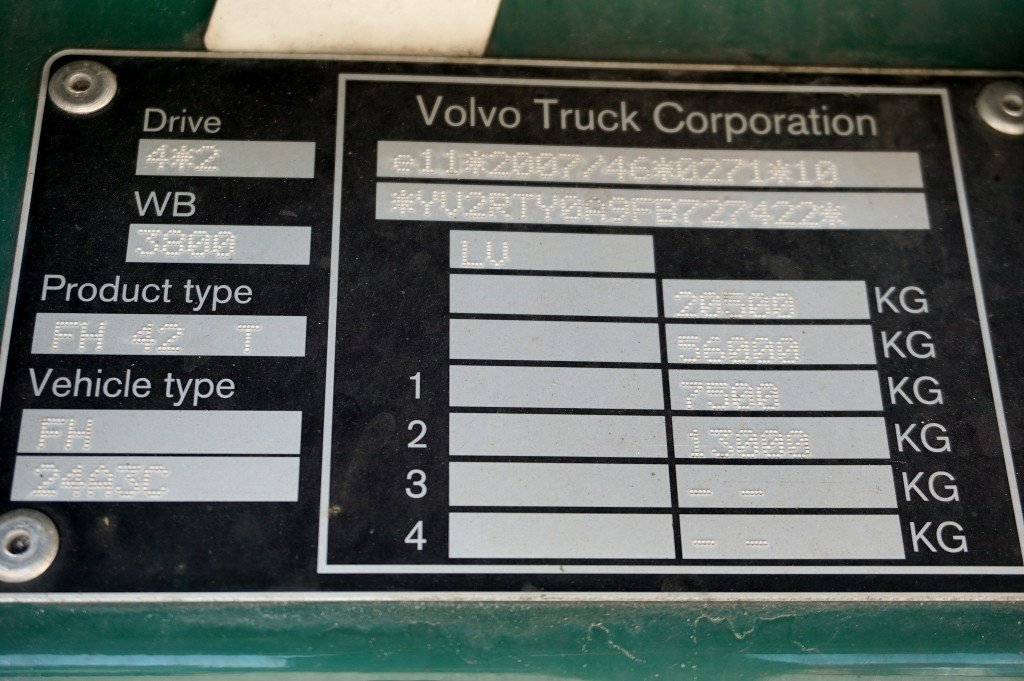 Drive
4*2
WB
3800
Product type
FH 42 T
Vehicle type
FH
24A3C
Volvo Truck Corporation
e11*2007/46*0271*10
*YV2RTY0A9FB727422*
LV
20500 KG
56000 KG
1 7500 KG
2 13000 KG
3 - - KG
4 - - KG